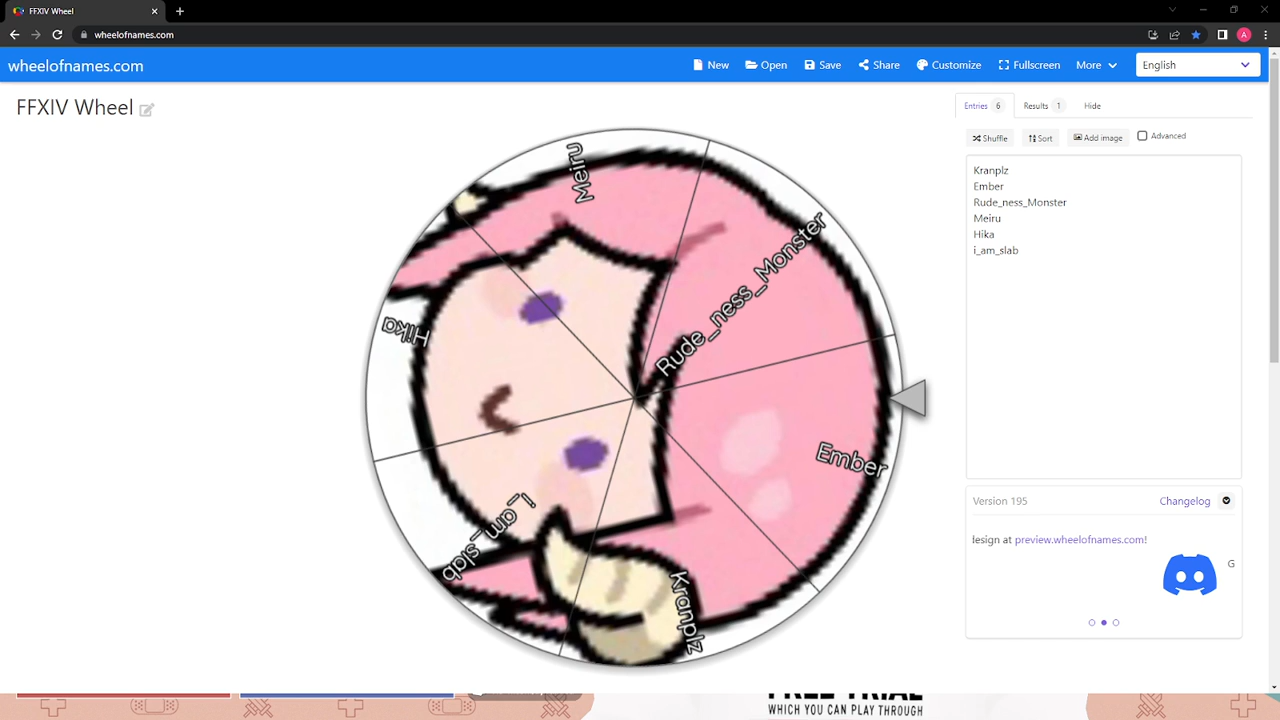 FFXIV Wheel
wheelofnames.com
wheelofnames.com
New
Open
Save
Share
Customize
Fullscreen
More
English
FFXIV Wheel
Entries 6
Results 1
Hide
Shuffle
Sort
Add image
Advanced
Kranplz
Ember
Rude_ness_Monster
Meiru
Hika
i_am_slab
Meiru
Rude_ness_Monster
Hika
Ember
i_am_slab
Kranplz
Version 195
Changelog
lesign at preview.wheelofnames.com!
G
FREE TRIAL
WHICH YOU CAN PLAY THROUGH